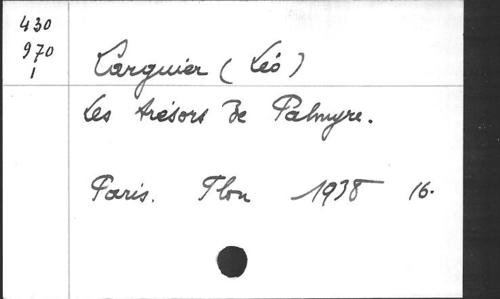 430
970
1
Larguier (Léo)
Les trésors de Palmyre.
Paris. Plon 1938 16.